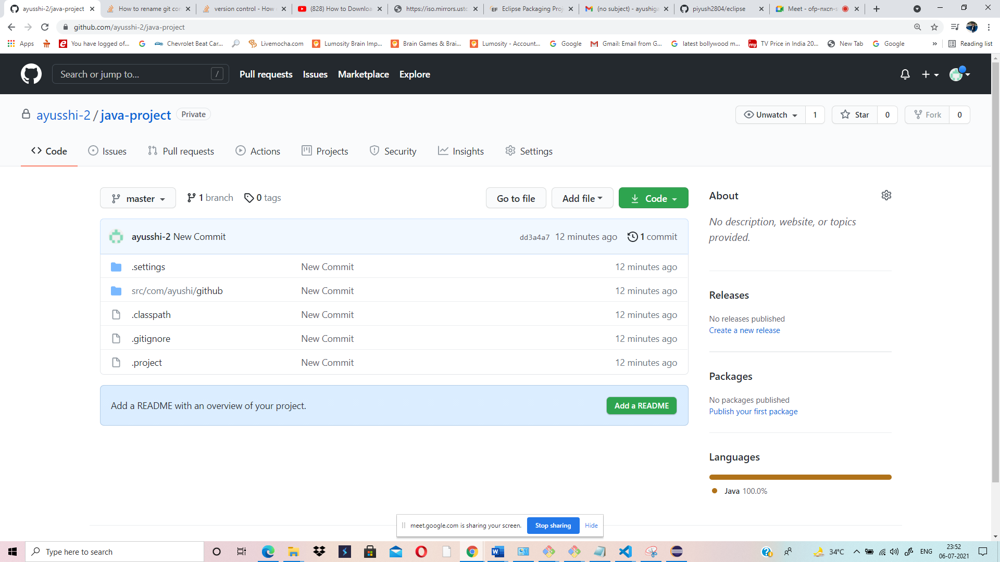 ayusshi-2/java-project
How to rename git cor
version control - How
(828) How to Downloa
https://iso.mirrors.ustc
Eclipse Packaging Proj
(no subject) - ayushiga
piyush2804/eclipse
Meet - ofp-nxcn-s
github.com/ayusshi-2/java-project
Apps
You have logged of...
Chevrolet Beat Car...
Livemocha.com
Lumosity Brain Imp...
Brain Games & Brai...
Lumosity - Account...
Google
Gmail: Email from G...
latest bollywood m...
TV Price in India 20...
New Tab
Google
»
Reading list
Search or jump to... /
Pull requests
Issues
Marketplace
Explore
ayusshi-2 / java-project Private
Unwatch 1
Star 0
Fork 0
Code
Issues
Pull requests
Actions
Projects
Security
Insights
Settings
master
1 branch
0 tags
Go to file
Add file
Code
ayusshi-2 New Commit dd3a4a7 12 minutes ago 1 commit
.settings New Commit 12 minutes ago
src/com/ayushi/github New Commit 12 minutes ago
.classpath New Commit 12 minutes ago
.gitignore New Commit 12 minutes ago
.project New Commit 12 minutes ago
Add a README with an overview of your project. Add a README
About
No description, website, or topics
provided.
Releases
No releases published
Create a new release
Packages
No packages published
Publish your first package
Languages
Java 100.0%
meet.google.com is sharing your screen. Stop sharing Hide
Type here to search
34°C
ENG
23:52
06-07-2021